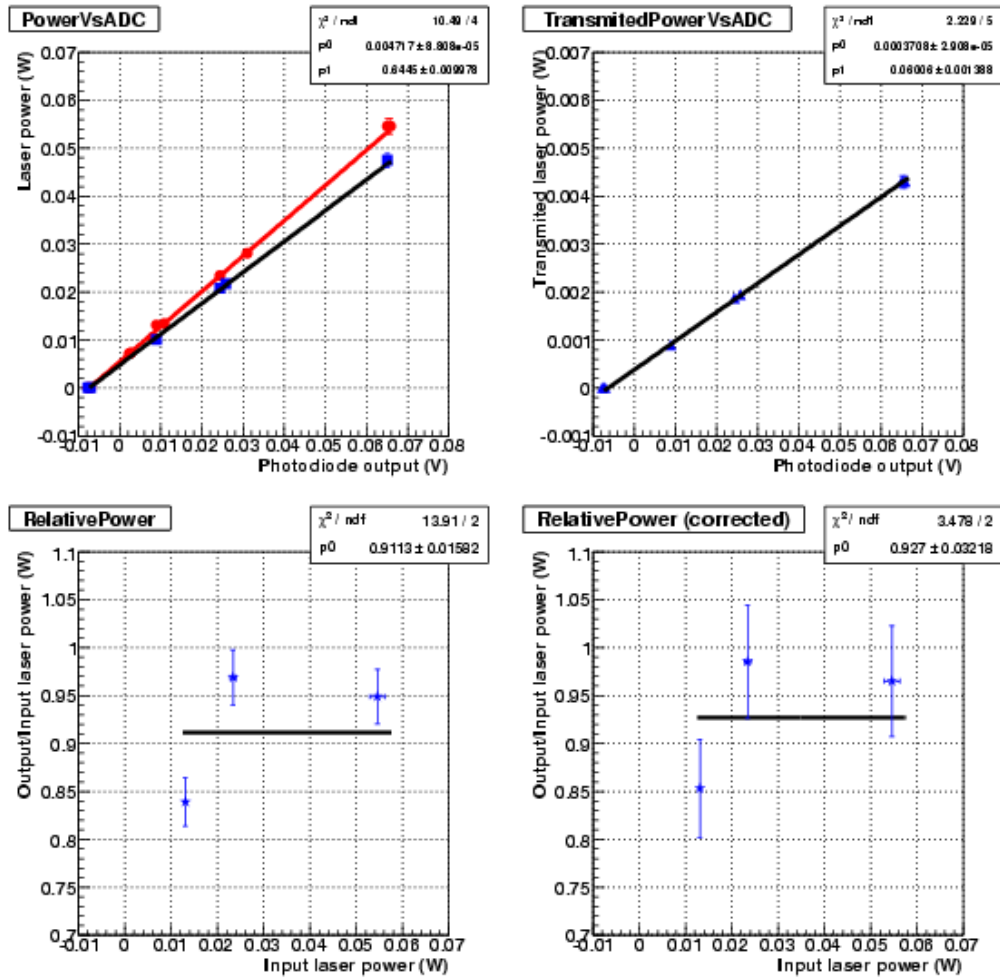 PowerVsADC
χ² / ndf 10.49 / 4
p0 0.004717 ± 8.808e-05
p1 0.6445 ± 0.009978
Laser power (W)
0.07
0.06
0.05
0.04
0.03
0.02
0.01
0
-0.01
-0.01 0 0.01 0.02 0.03 0.04 0.05 0.06 0.07 0.08
Photodiode output (V)
TransmitedPowerVsADC
χ² / ndf 2.229 / 5
p0 0.0003708 ± 2.908e-05
p1 0.06006 ± 0.001388
Transmited laser power (W)
0.007
0.006
0.005
0.004
0.003
0.002
0.001
0
-0.001
-0.01 0 0.01 0.02 0.03 0.04 0.05 0.06 0.07 0.08
Photodiode output (V)
RelativePower
χ² / ndf 13.91 / 2
p0 0.9113 ± 0.01582
Output/Input laser power (W)
1.1
1.05
1
0.95
0.9
0.85
0.8
0.75
0.7
-0.01 0 0.01 0.02 0.03 0.04 0.05 0.06 0.07
Input laser power (W)
RelativePower (corrected)
χ² / ndf 3.478 / 2
p0 0.927 ± 0.03218
Output/Input laser power (W)
1.1
1.05
1
0.95
0.9
0.85
0.8
0.75
0.7
-0.01 0 0.01 0.02 0.03 0.04 0.05 0.06 0.07
Input laser power (W)